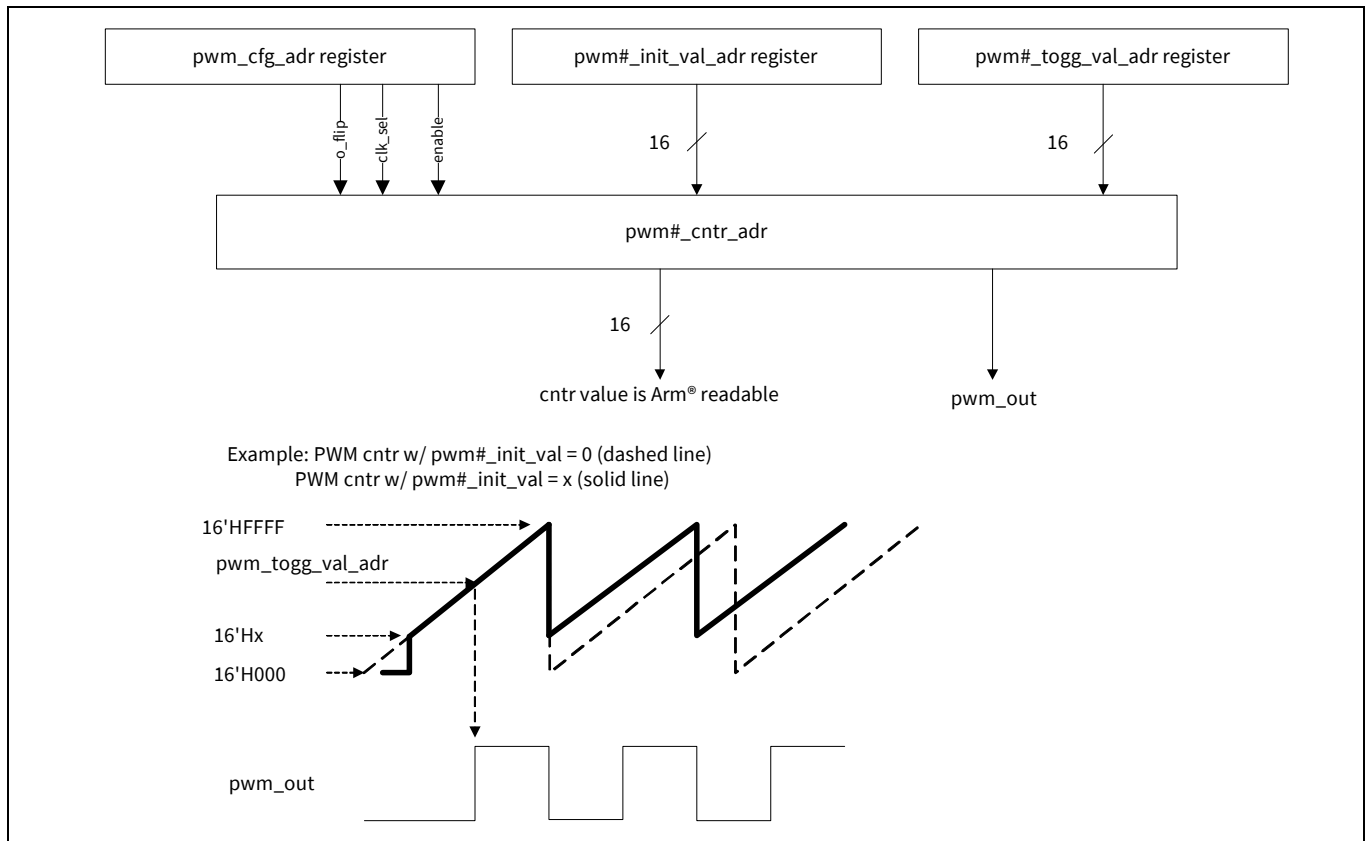 pwm_cfg_adr register
pwm#_init_val_adr register
pwm#_togg_val_adr register
o_flip
clk_sel
enable
16
16
pwm#_cntr_adr
16
cntr value is Arm® readable
pwm_out
Example: PWM cntr w/ pwm#_init_val = 0 (dashed line)
PWM cntr w/ pwm#_init_val = x (solid line)
16'HFFFF
pwm_togg_val_adr
16'Hx
16'H000
pwm_out